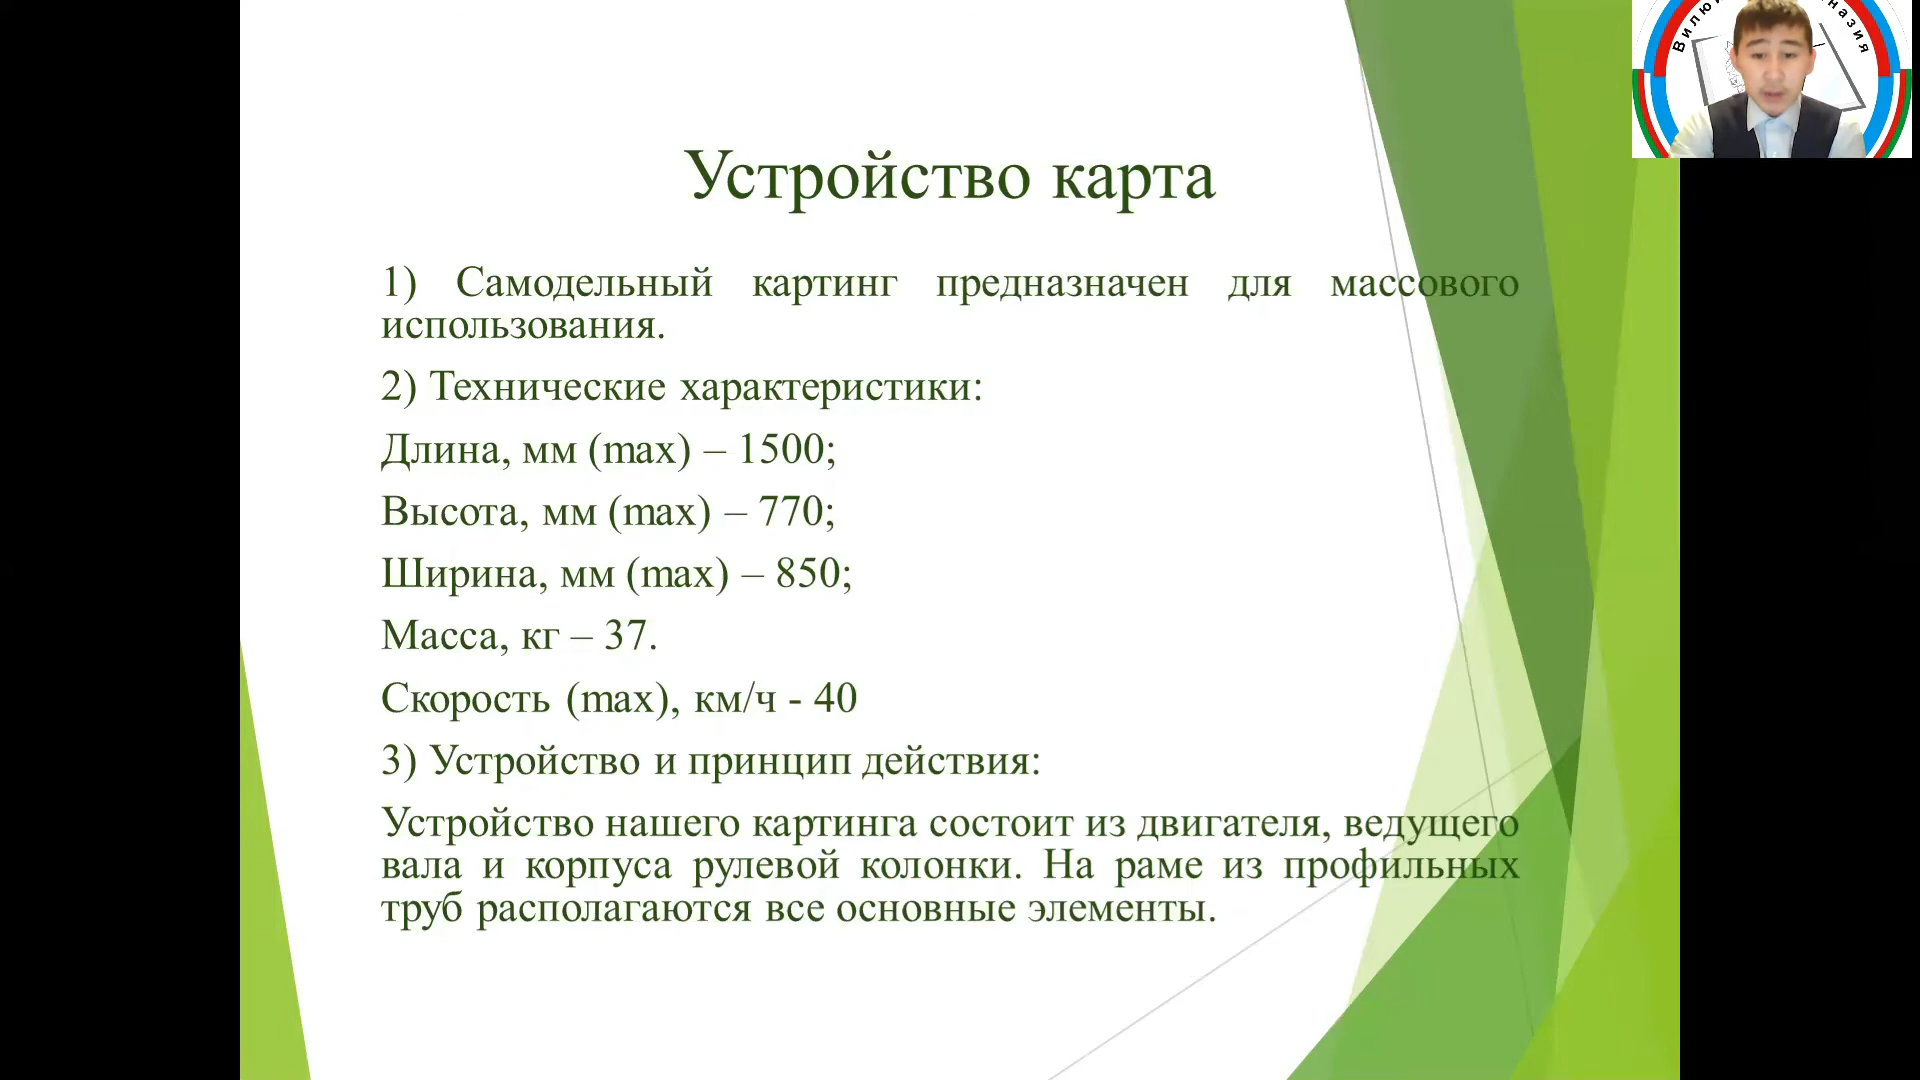 Устройство карта
1) Самодельный картинг предназначен для массового
использования.
2) Технические характеристики:
Длина, мм (max) – 1500;
Высота, мм (max) – 770;
Ширина, мм (max) – 850;
Масса, кг – 37.
Скорость (max), км/ч - 40
3) Устройство и принцип действия:
Устройство нашего картинга состоит из двигателя, ведущего
вала и корпуса рулевой колонки. На раме из профильных
труб располагаются все основные элементы.